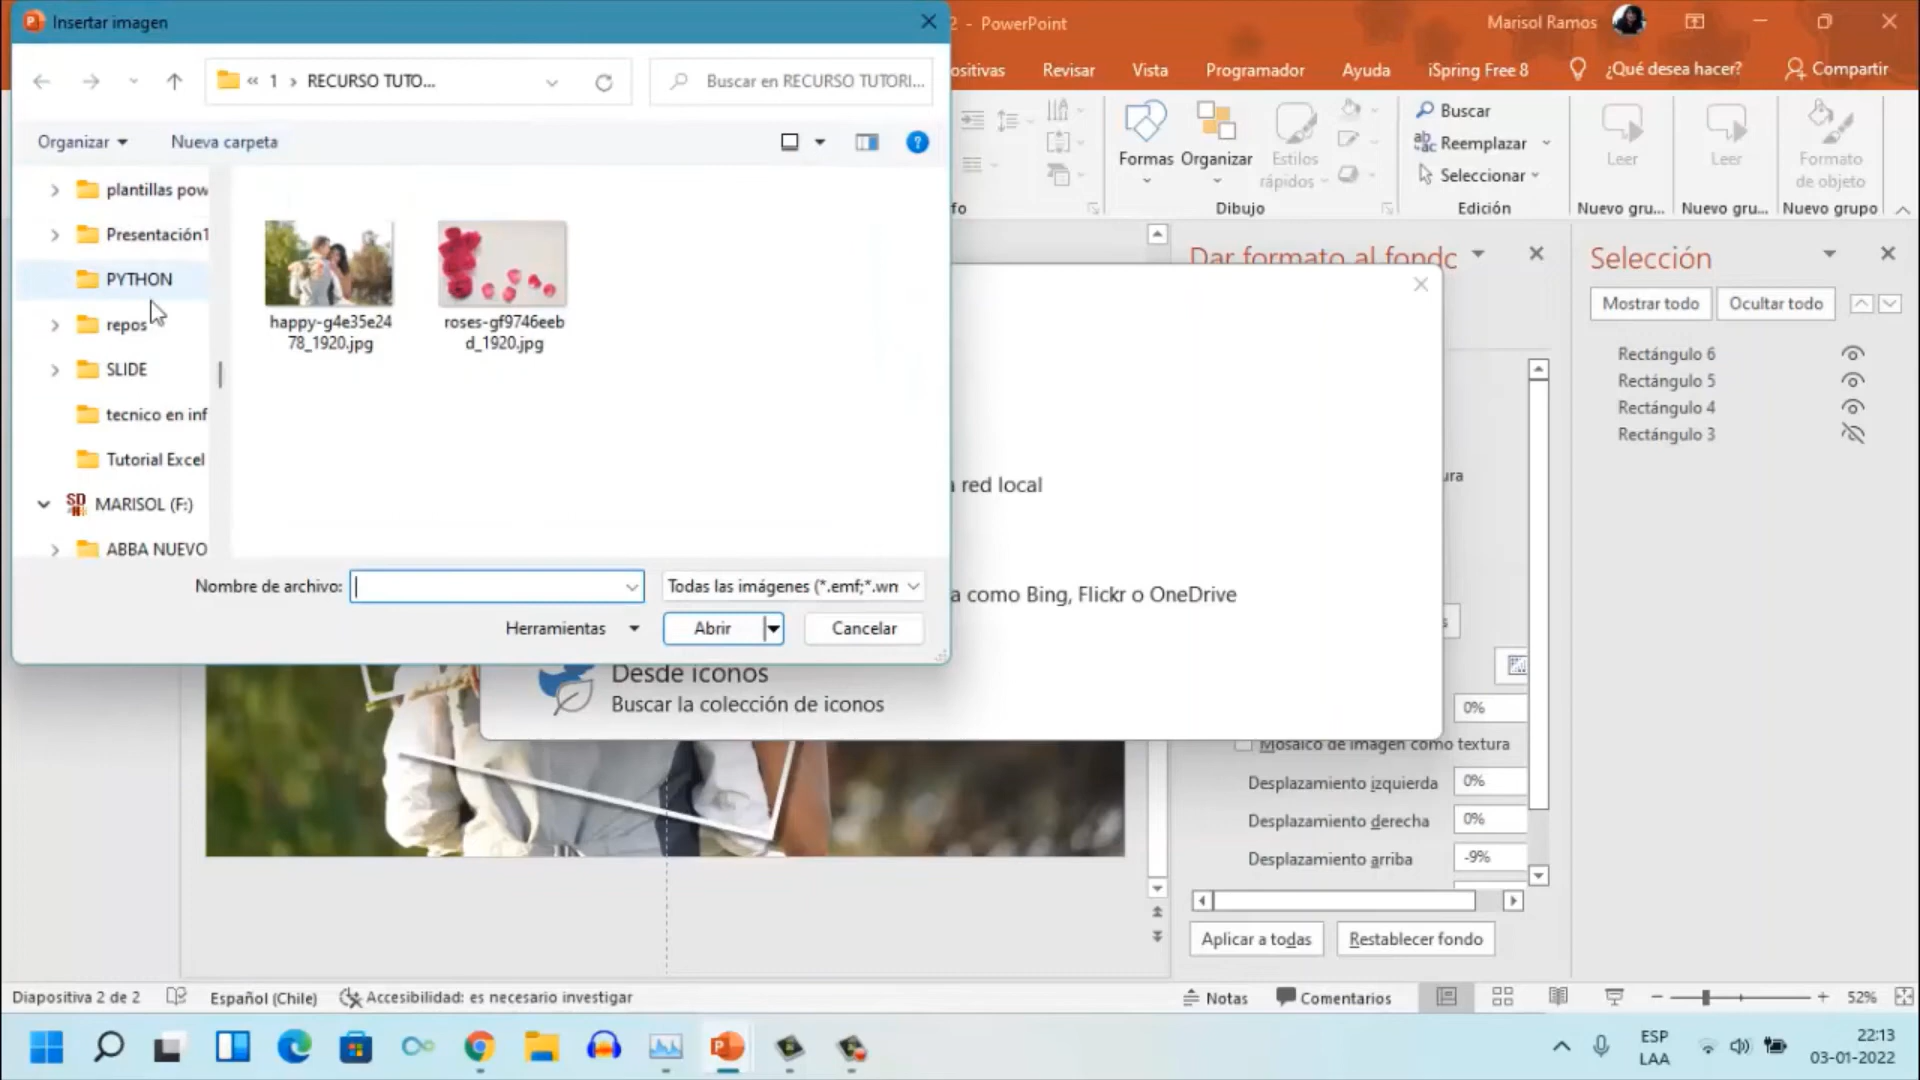 Insertar imagen
2 - PowerPoint
Marisol Ramos
« 1 › RECURSO TUTO...
Buscar en RECURSO TUTORI...
ositivas
Revisar
Vista
Programador
Ayuda
iSpring Free 8
¿Qué desea hacer?
Compartir
Organizar
Nueva carpeta
Formas
Organizar
Estilos
rápidos
Buscar
Reemplazar
Seleccionar
Leer
Leer
Formato
de objeto
fo
Dibujo
Edición
Nuevo gru...
Nuevo gru...
Nuevo grupo
plantillas pow
Presentación1
PYTHON
repos
SLIDE
tecnico en inf
Tutorial Excel
MARISOL (F:)
ABBA NUEVO
happy-g4e35e24
78_1920.jpg
roses-gf9746eeb
d_1920.jpg
Nombre de archivo:
Todas las imágenes (*.emf;*.wn
Herramientas
Abrir
Cancelar
a red local
a como Bing, Flickr o OneDrive
Desde iconos
Buscar la colección de iconos
Dar formato al fondo
ura
s
0%
Mosaico de imagen como textura
Desplazamiento izquierda 0%
Desplazamiento derecha 0%
Desplazamiento arriba -9%
Aplicar a todas
Restablecer fondo
Selección
Mostrar todo
Ocultar todo
Rectángulo 6
Rectángulo 5
Rectángulo 4
Rectángulo 3
Diapositiva 2 de 2
Español (Chile)
Accesibilidad: es necesario investigar
Notas
Comentarios
52%
ESP
LAA
22:13
03-01-2022